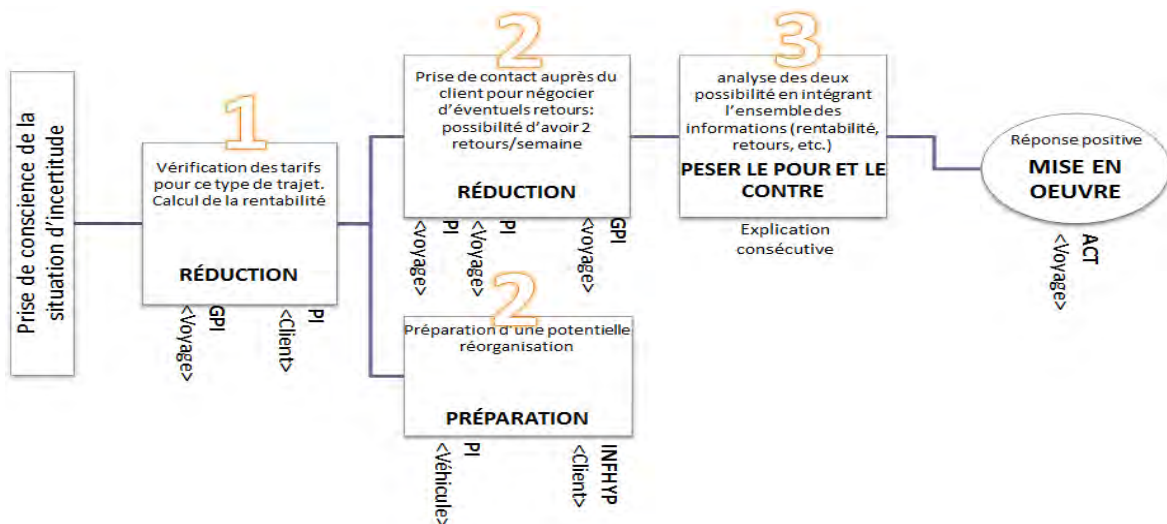 Prise de conscience de la
situation d'incertitude
1
Vérification des tarifs
pour ce type de trajet.
Calcul de la rentabilité
RÉDUCTION
GPI
<Voyage>
PI
<Client>
2
Prise de contact auprès du
client pour négocier
d'éventuels retours:
possibilité d'avoir 2
retours/semaine
RÉDUCTION
PI
<Voyage>
PI
<Voyage>
GPI
<Voyage>
2
Préparation d'une potentielle
réorganisation
PRÉPARATION
PI
<Véhicule>
INFHYP
<Client>
3
analyse des deux
possibilité en intégrant
l'ensemble des
informations (rentabilité,
retours, etc.)
PESER LE POUR ET LE
CONTRE
Explication
consécutive
Réponse positive
MISE EN
OEUVRE
ACT
<Voyage>